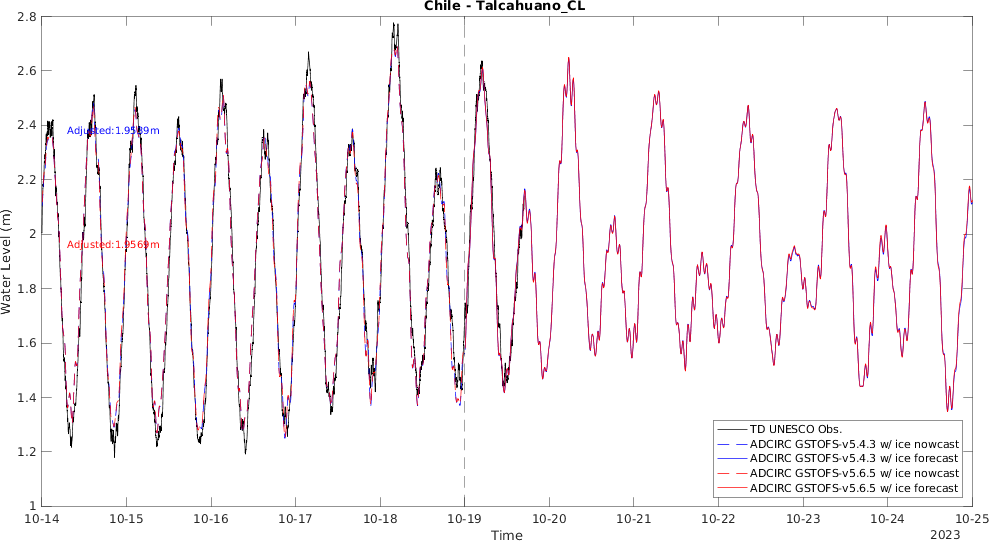 Chile - Talcahuano_CL
Water Level (m)
2.8
2.6
2.4
2.2
2
1.8
1.6
1.4
1.2
1
Adjusted:1.9569m
TD UNESCO Obs.
ADCIRC GSTOFS-v5.4.3 w/ ice nowcast
ADCIRC GSTOFS-v5.4.3 w/ ice forecast
ADCIRC GSTOFS-v5.6.5 w/ ice nowcast
ADCIRC GSTOFS-v5.6.5 w/ ice forecast
10-14 10-15 10-16 10-17 10-18 10-19 10-20 10-21 10-22 10-23 10-24 10-25
Time
2023